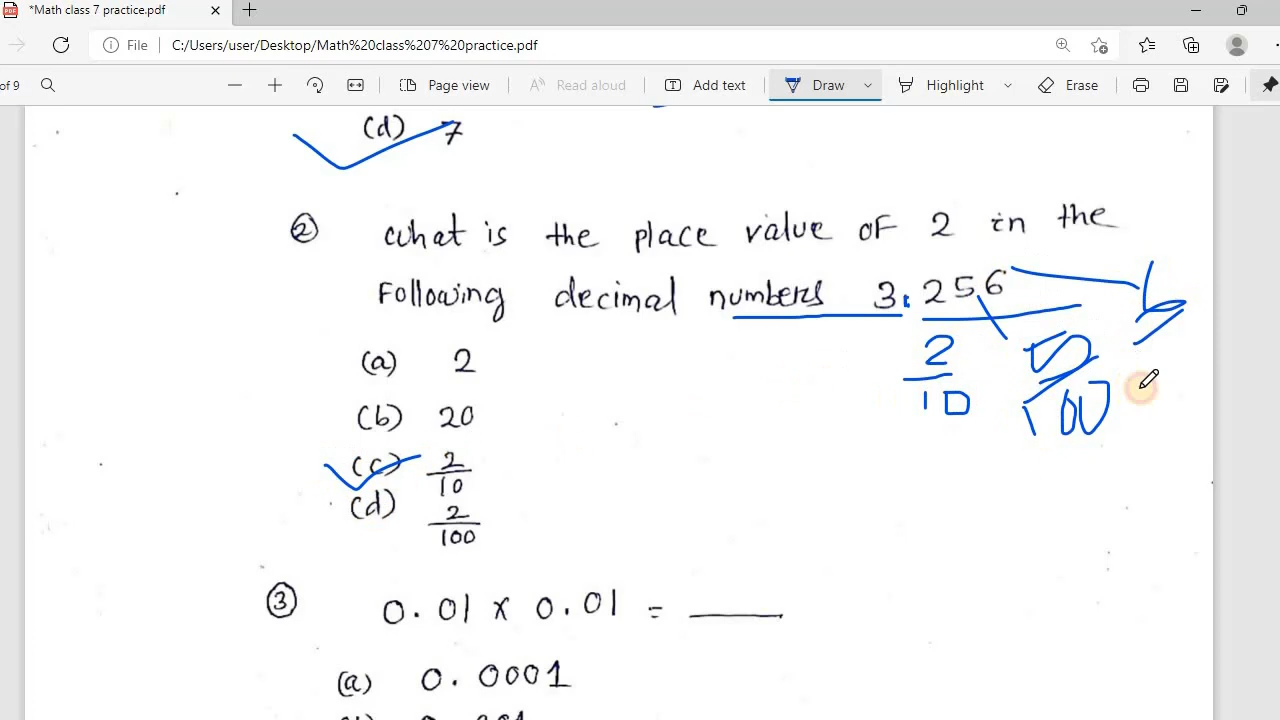 *Math class 7 practice.pdf
File C:/Users/user/Desktop/Math%20class%207%20practice.pdf
of 9 Page view Read aloud Add text Draw Highlight Erase
(d) 7
② What is the place value of 2 in the
following decimal numbers 3.256
(a) 2
(b) 20
(c) 2/10
(d) 2/100
2/10 5/100 6
③ 0.01 x 0.01 = ____
(a) 0.0001